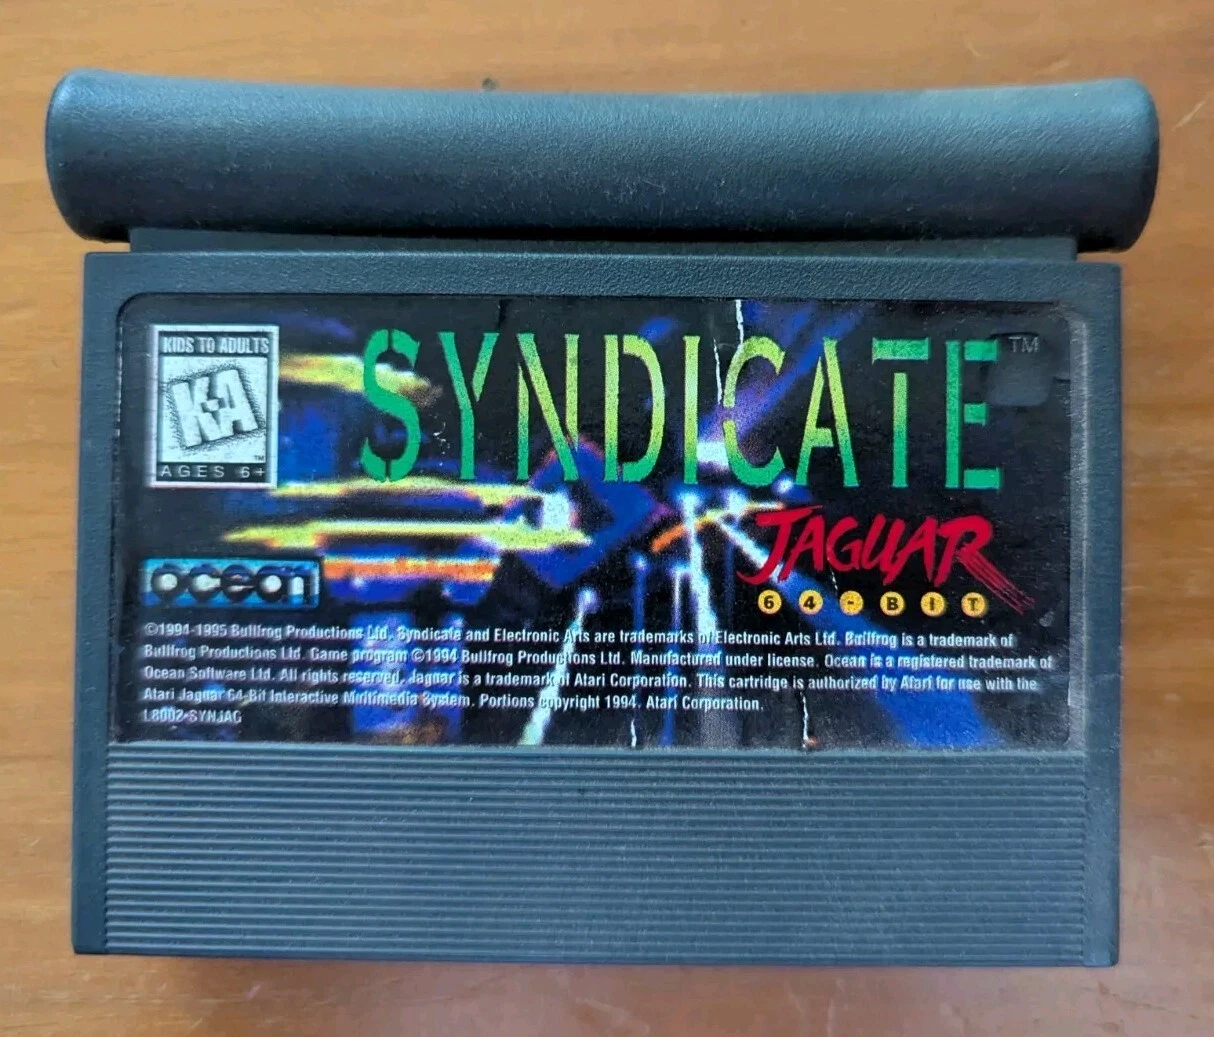 KIDS TO ADULTS
K-A
TM
AGES 6+
SYNDICATE TM
JAGUAR
64-BIT
ocean
©1994-1995 Bullfrog Productions Ltd. Syndicate and Electronic Arts are trademarks of Electronic Arts Ltd. Bullfrog is a trademark of
Bullfrog Productions Ltd. Game program ©1994 Bullfrog Productions Ltd. Manufactured under license. Ocean is a registered trademark of
Ocean Software Ltd. All rights reserved. Jaguar is a trademark of Atari Corporation. This cartridge is authorized by Atari for use with the
Atari Jaguar 64-Bit Interactive Multimedia System. Portions copyright 1994. Atari Corporation.
L8002-SYNJAG